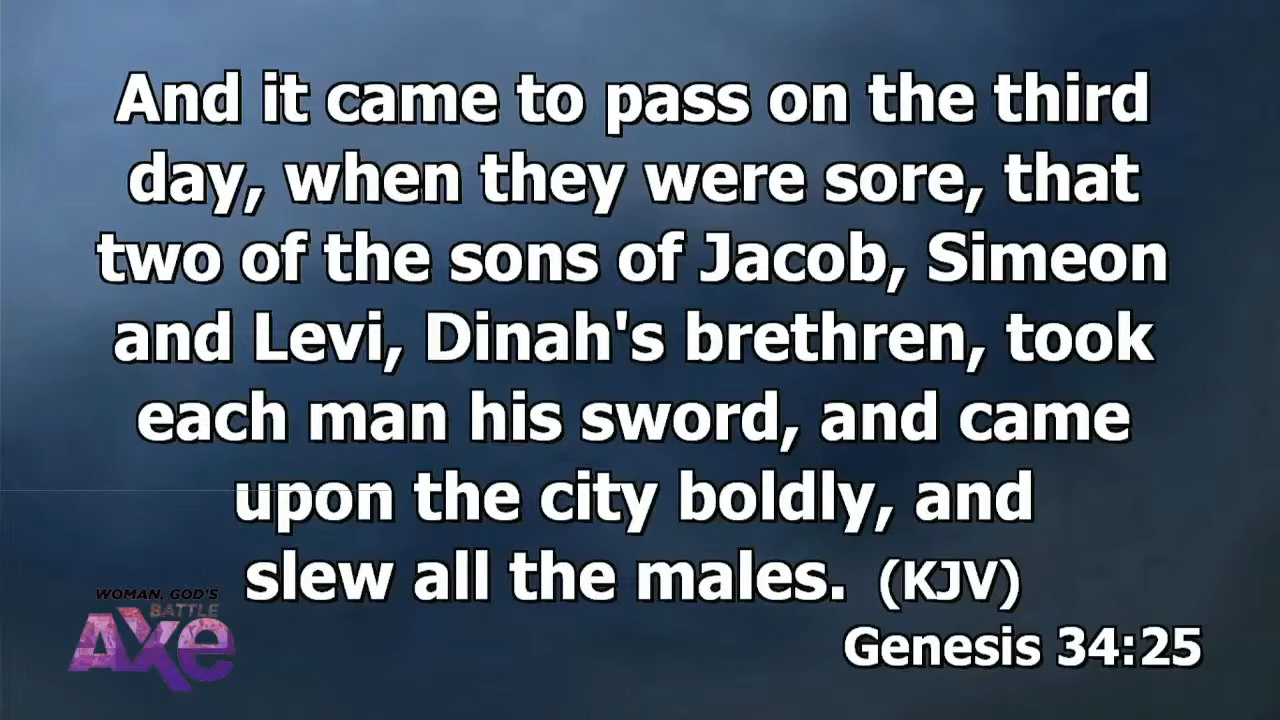 And it came to pass on the third
day, when they were sore, that
two of the sons of Jacob, Simeon
and Levi, Dinah's brethren, took
each man his sword, and came
upon the city boldly, and
slew all the males. (KJV)
Genesis 34:25
WOMAN, GOD'S
BATTLE
AXe